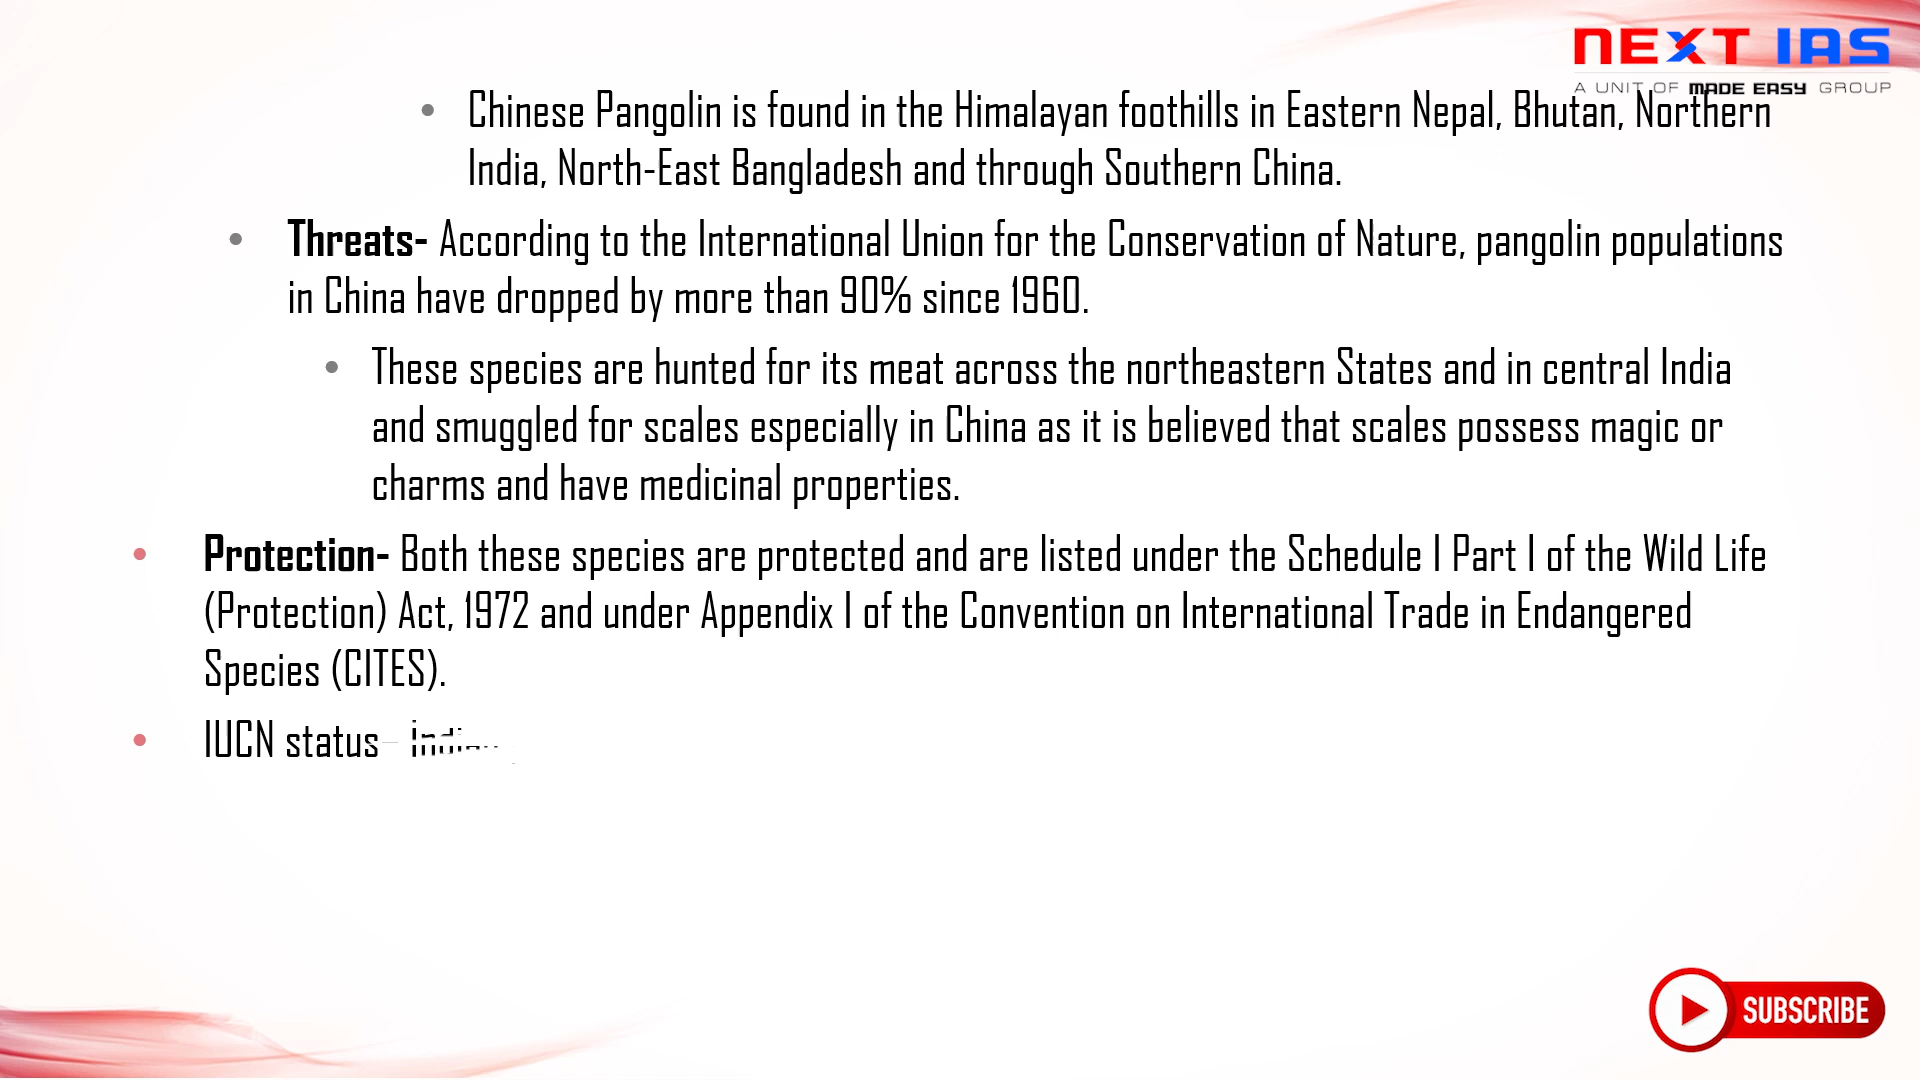 NEXT IAS
A UNIT OF MADE EASY GROUP
• Chinese Pangolin is found in the Himalayan foothills in Eastern Nepal, Bhutan, Northern
India, North-East Bangladesh and through Southern China.
• Threats- According to the International Union for the Conservation of Nature, pangolin populations
in China have dropped by more than 90% since 1960.
• These species are hunted for its meat across the northeastern States and in central India
and smuggled for scales especially in China as it is believed that scales possess magic or
charms and have medicinal properties.
• Protection- Both these species are protected and are listed under the Schedule I Part I of the Wild Life
(Protection) Act, 1972 and under Appendix I of the Convention on International Trade in Endangered
Species (CITES).
• IUCN status–
SUBSCRIBE